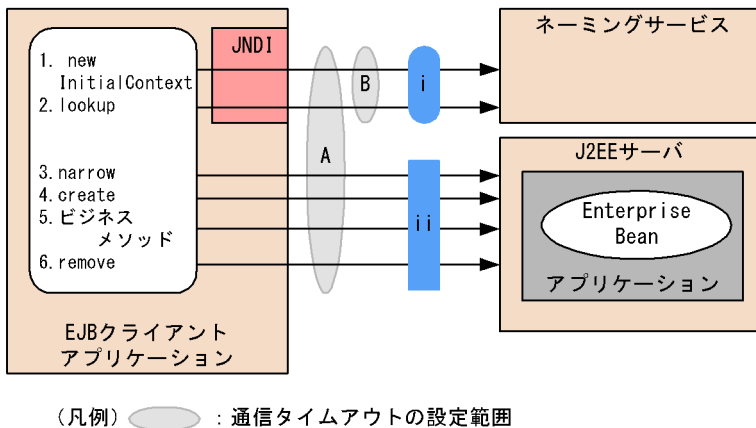 JNDI
1. new
InitialContext
2. lookup
3. narrow
4. create
5. ビジネス
メソッド
6. remove
EJBクライアント
アプリケーション
A
B
i
ii
ネーミングサービス
J2EEサーバ
Enterprise
Bean
アプリケーション
(凡例) : 通信タイムアウトの設定範囲